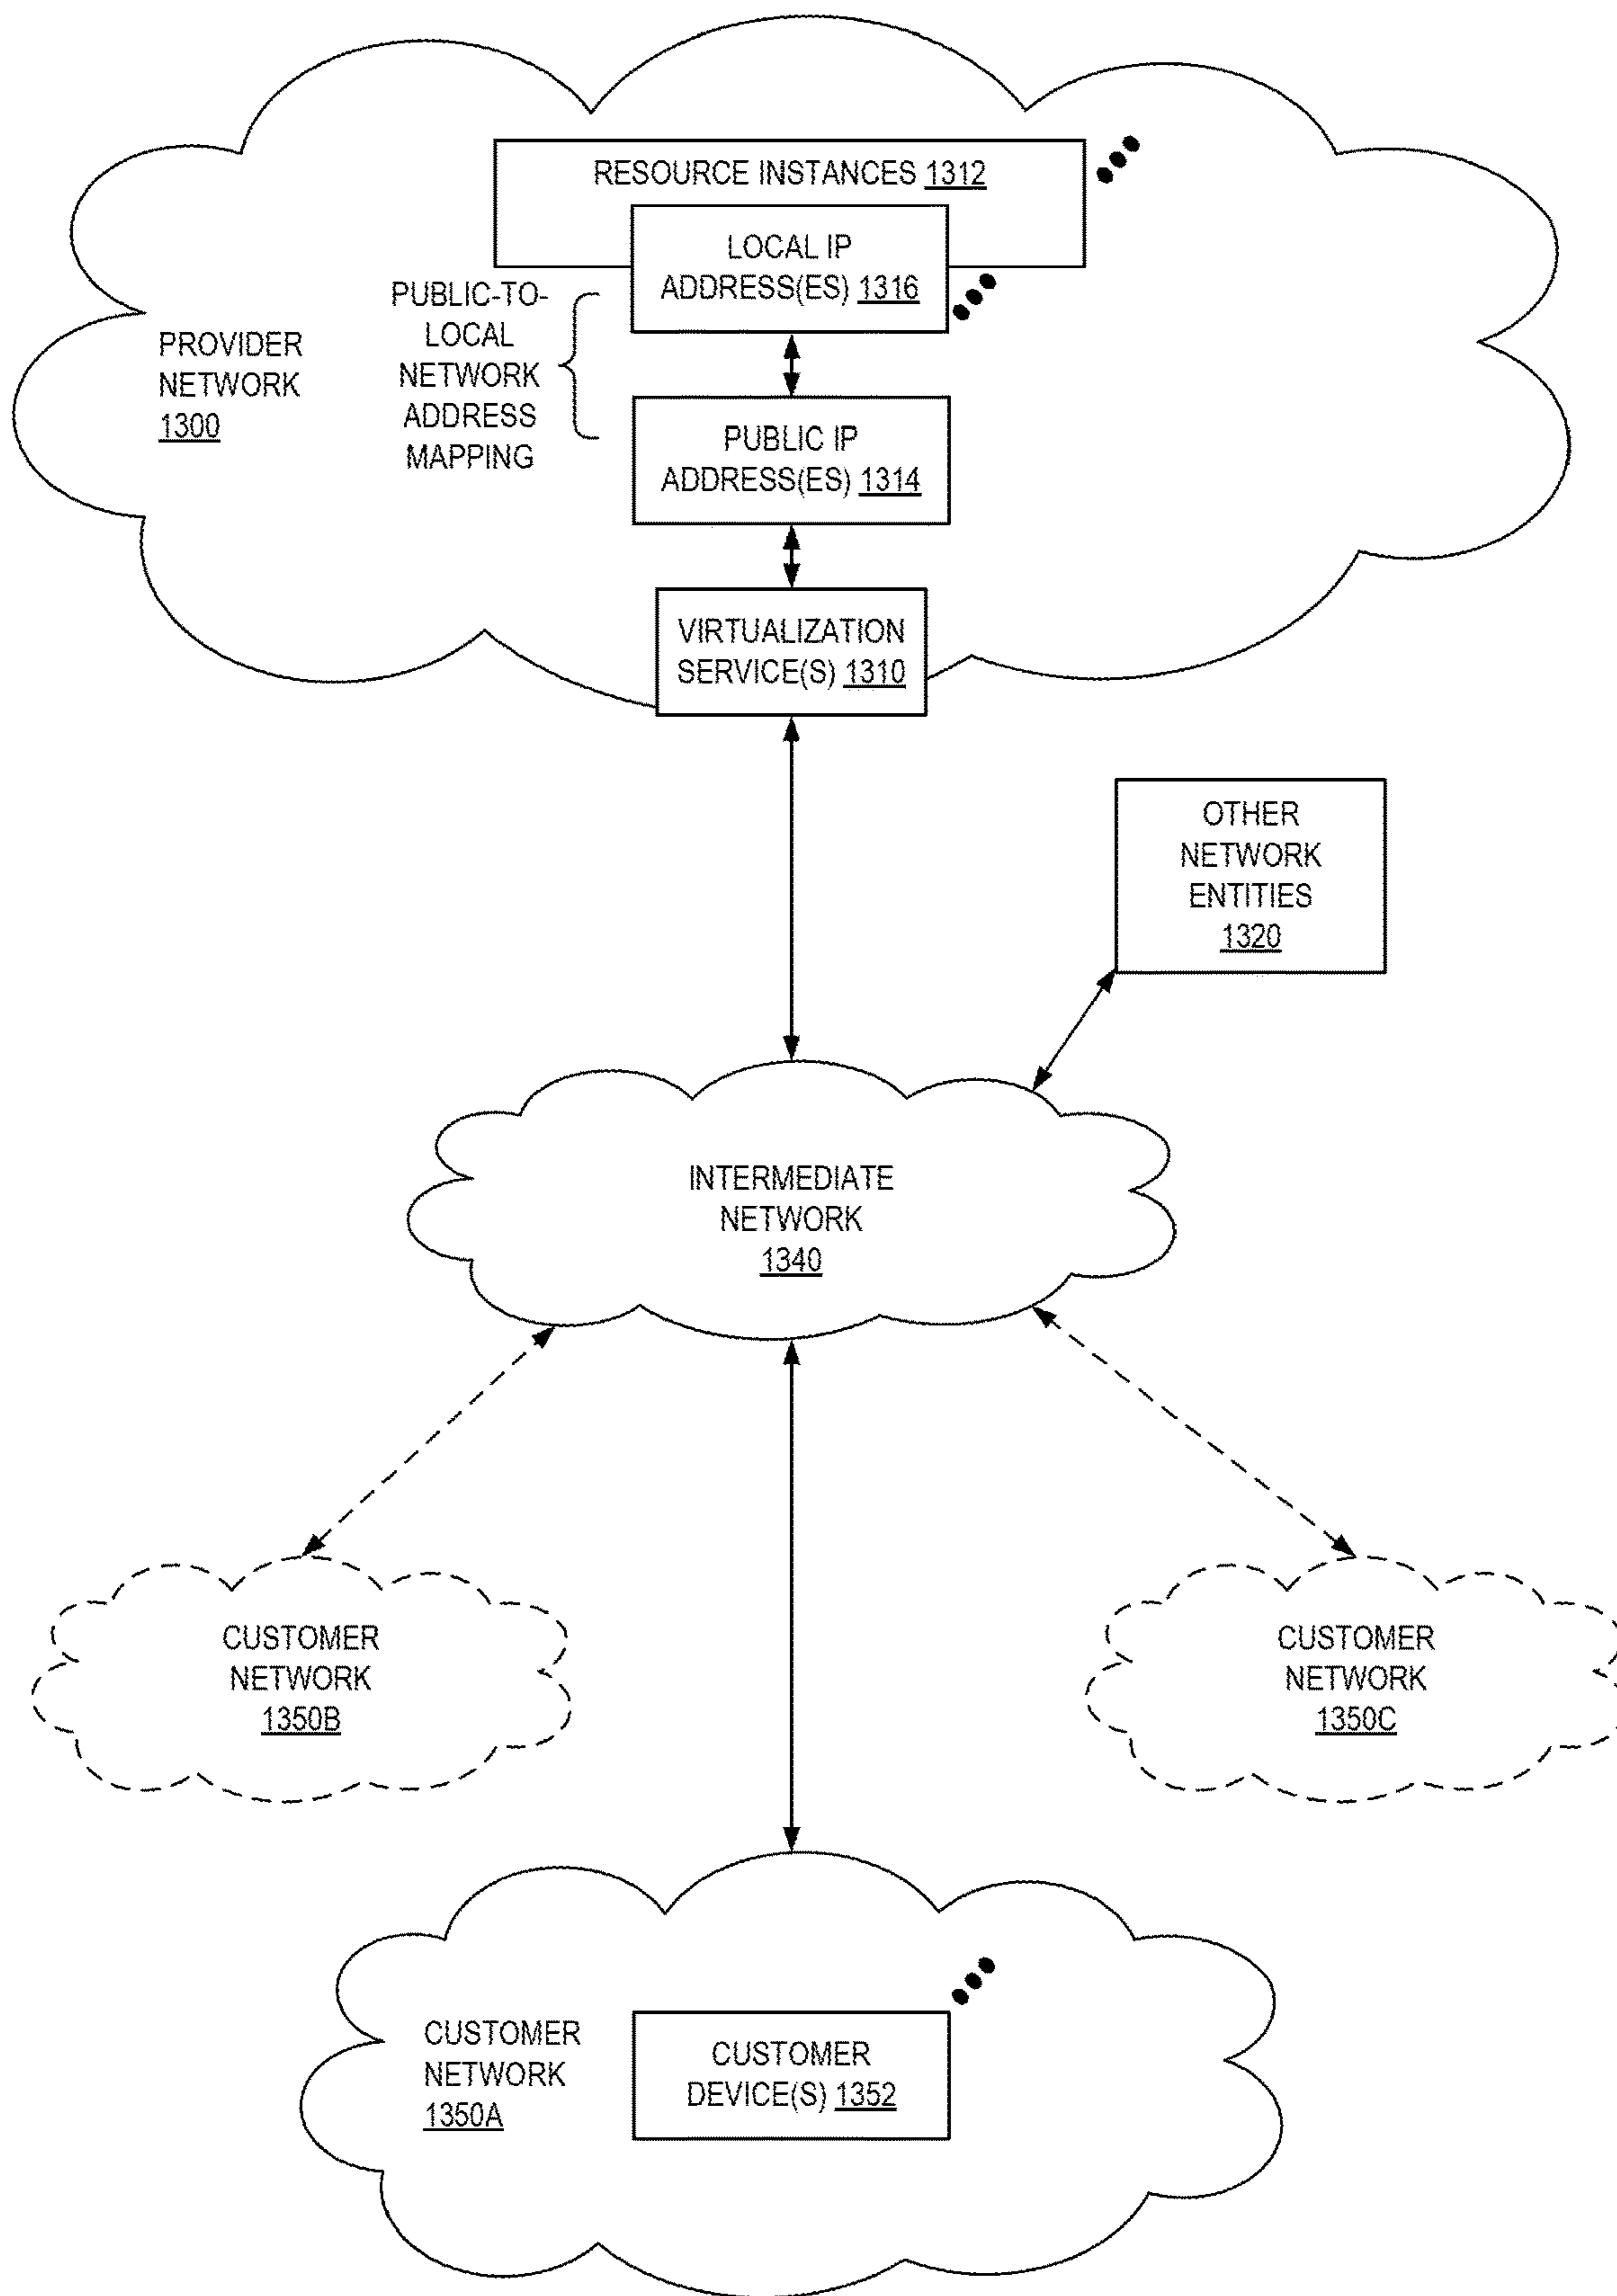 RESOURCE INSTANCES 1312
LOCAL IP
ADDRESS(ES) 1316
PUBLIC-TO-
LOCAL
NETWORK
ADDRESS
MAPPING
PROVIDER
NETWORK
1300
PUBLIC IP
ADDRESS(ES) 1314
VIRTUALIZATION
SERVICE(S) 1310
OTHER
NETWORK
ENTITIES
1320
INTERMEDIATE
NETWORK
1340
CUSTOMER
NETWORK
1350B
CUSTOMER
NETWORK
1350C
CUSTOMER
NETWORK
1350A
CUSTOMER
DEVICE(S) 1352